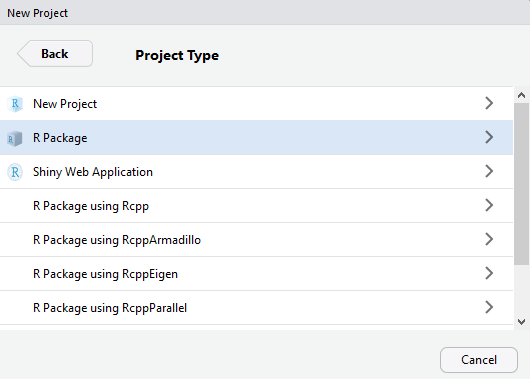 New Project
Back
Project Type
New Project
R Package
Shiny Web Application
R Package using Rcpp
R Package using RcppArmadillo
R Package using RcppEigen
R Package using RcppParallel
Cancel